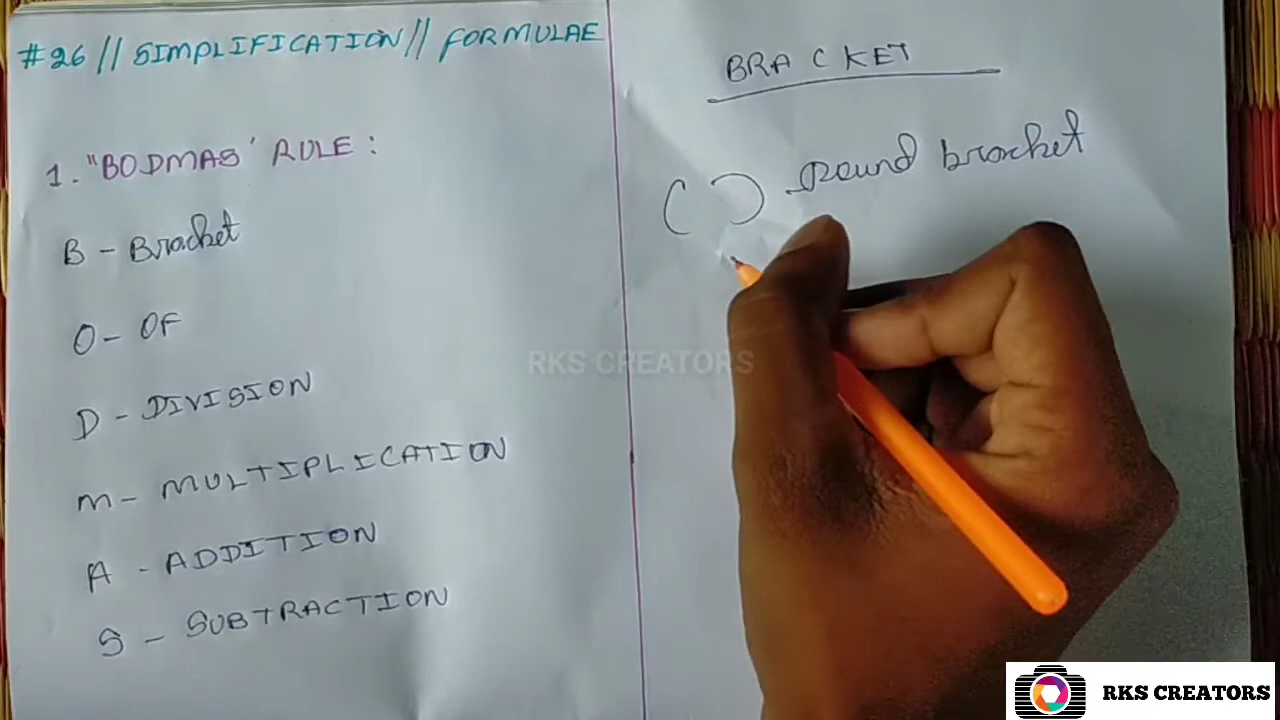 #26 // SIMPLIFICATION // FORMULAE
1. "BODMAS' RULE:
B - Bracket
O - OF
D - DIVISION
M - MULTIPLICATION
A - ADDITION
S - SUBTRACTION
BRACKET
( ) Round bracket
RKS CREATORS
RKS CREATORS